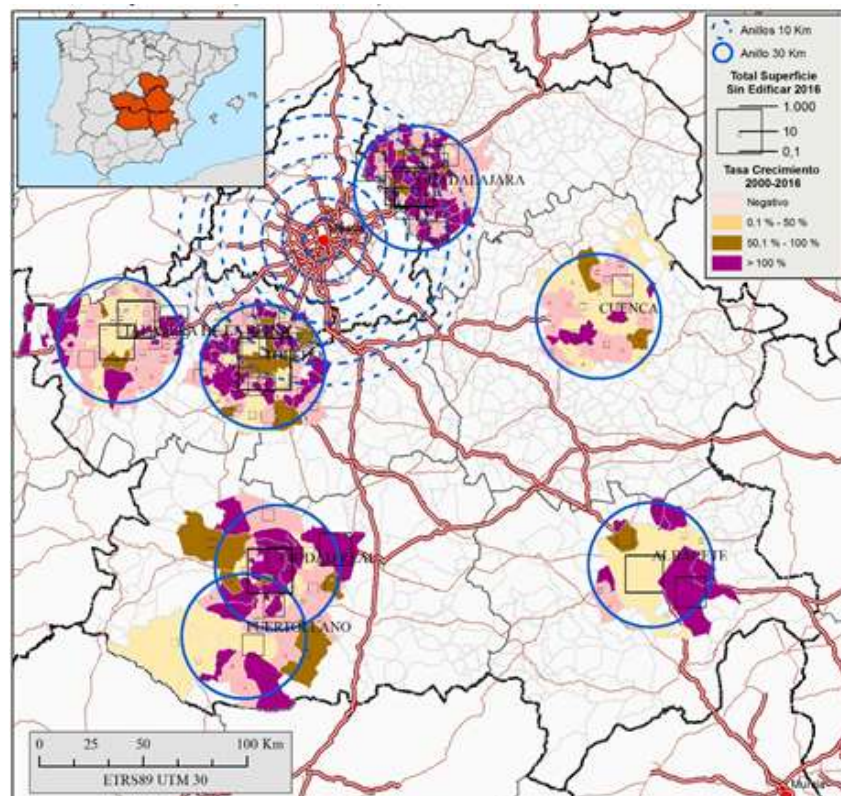 Anillos 10 Km
Anillo 30 Km
Total Superficie
Sin Edificar 2016
1.000
10
0,1
Tasa Crecimiento
2000-2016
Negativo
0.1 % - 50 %
50,1 % - 100 %
> 100 %
CUENCA
ALBACETE
PUERTOLLANO
0 25 50 100 Km
ETRS89 UTM 30
Murcia